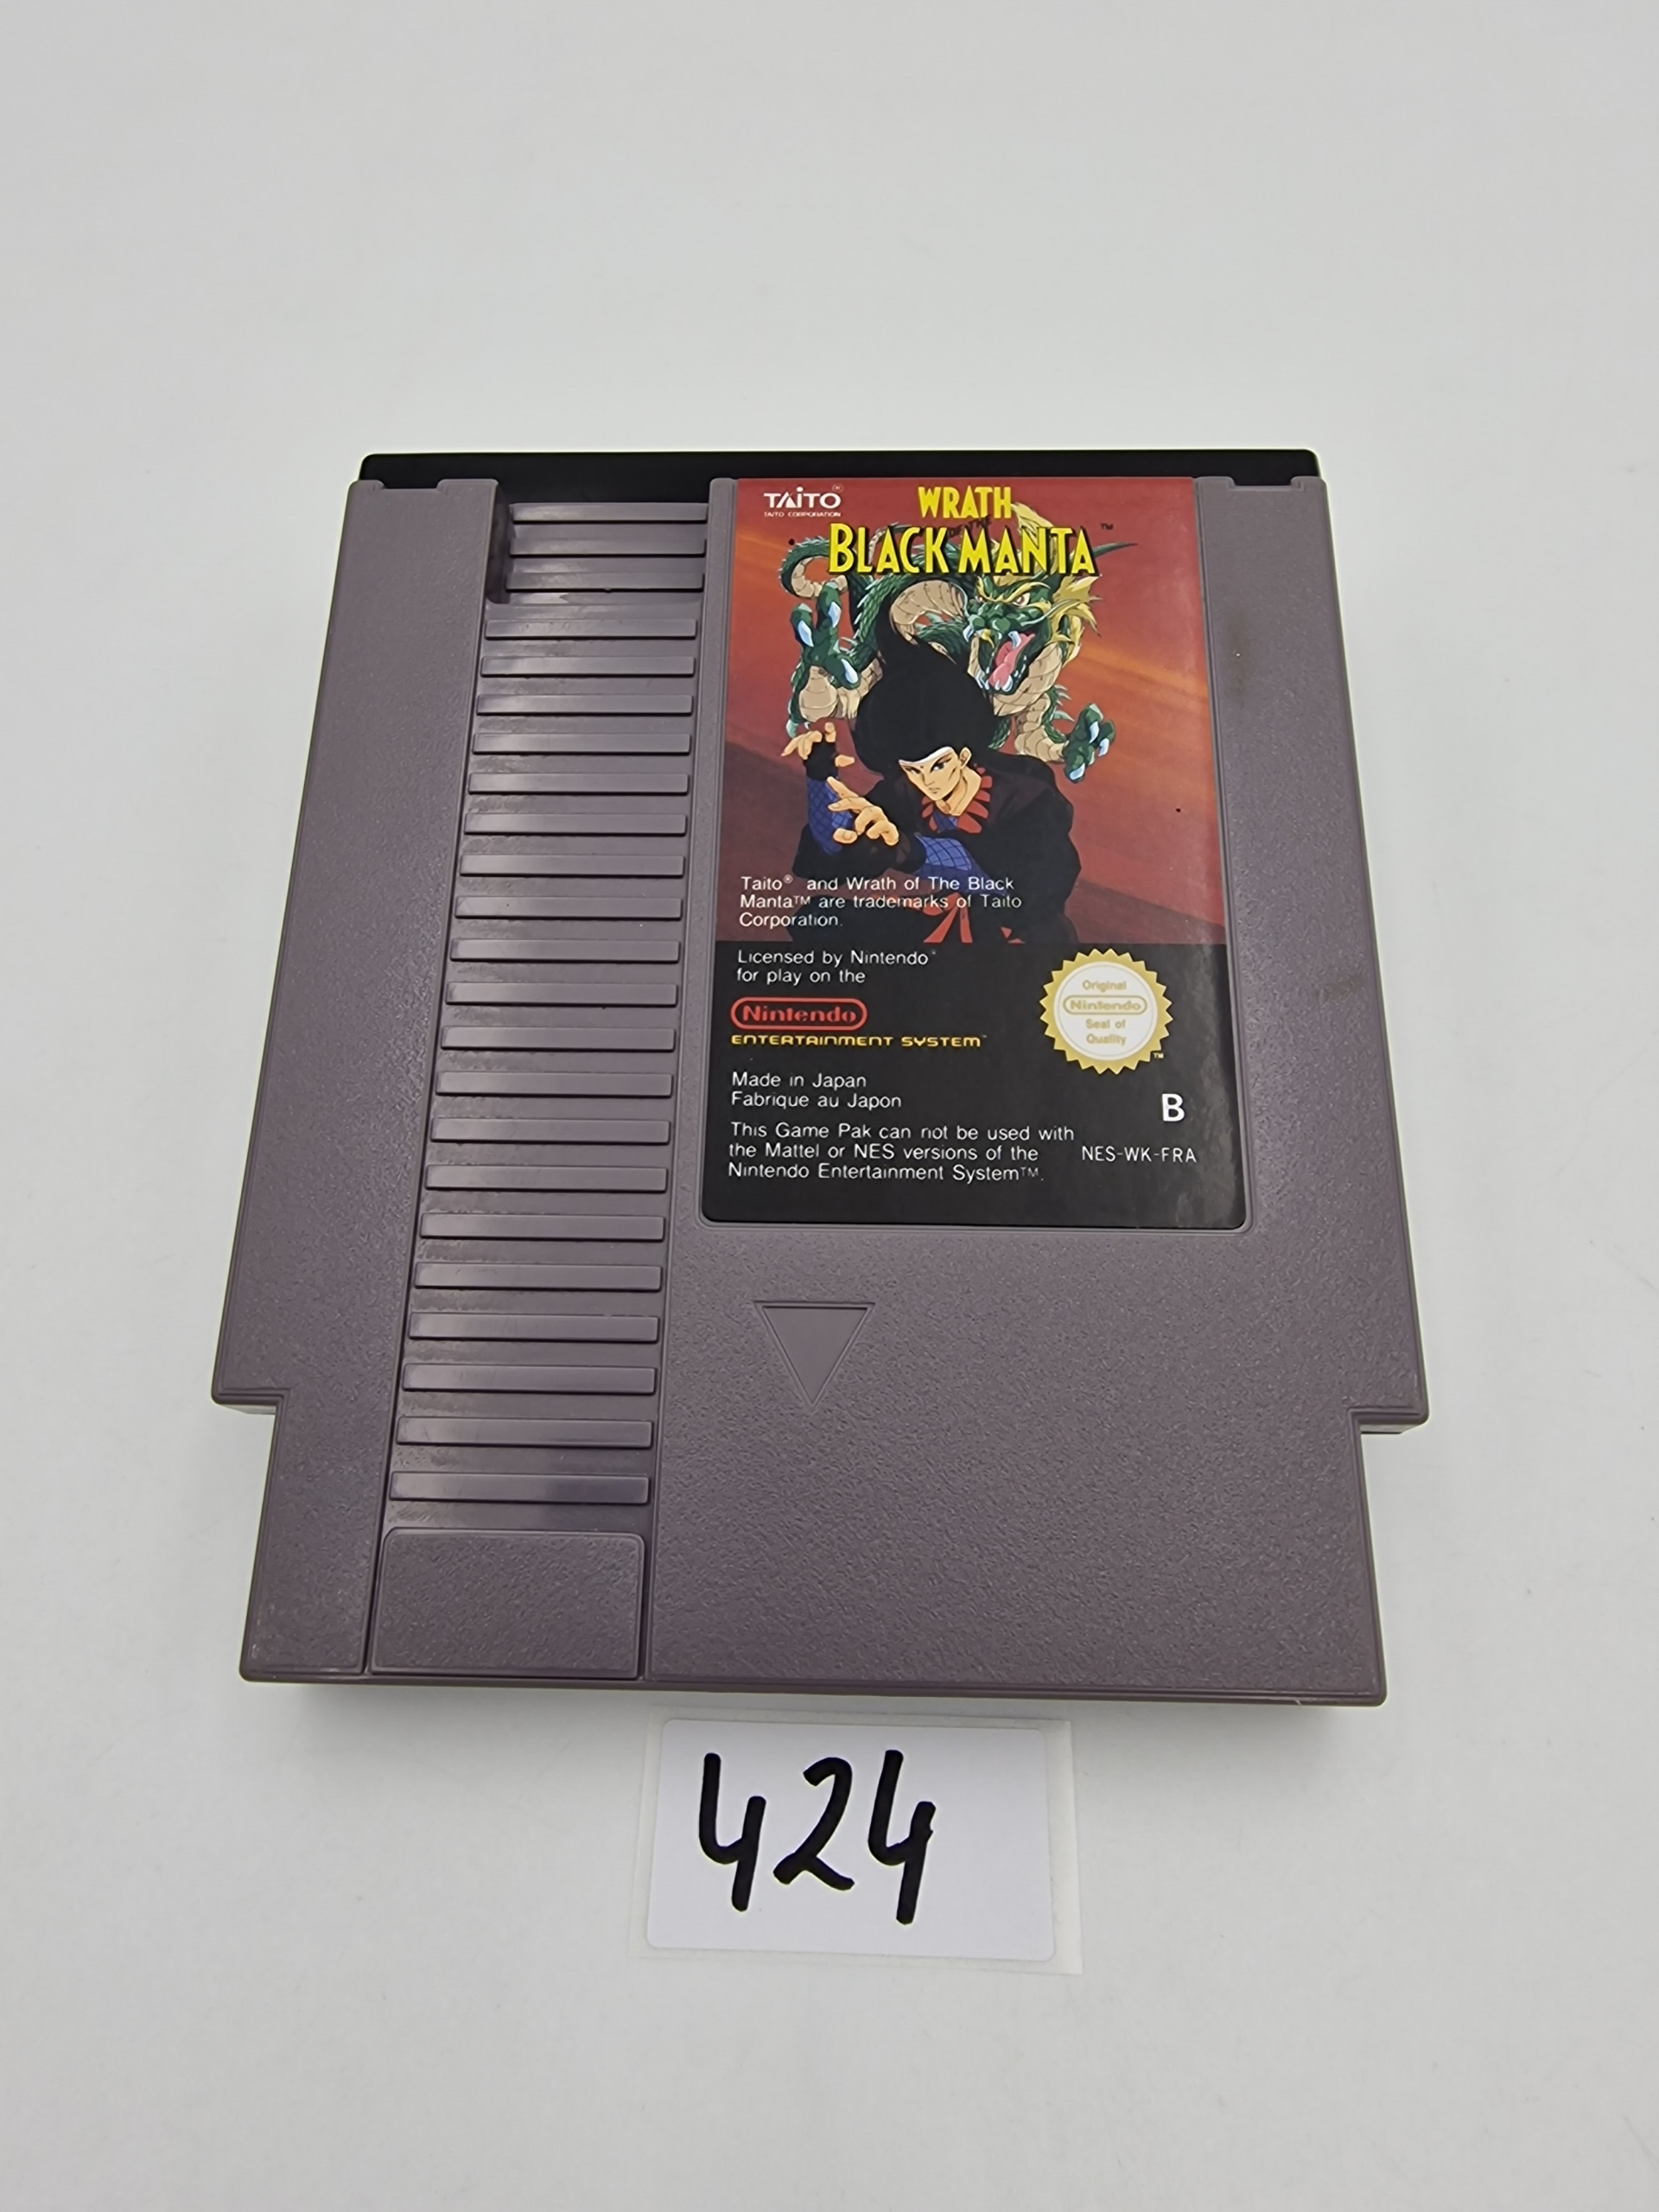 TAITO®
TAITO CORPORATION
WRATH
OF THE
BLACK MANTA™
Taito® and Wrath of The Black
Manta™ are trademarks of Taito
Corporation.
Licensed by Nintendo®
for play on the
Nintendo
ENTERTAINMENT SYSTEM™
Original
Nintendo
Seal of
Quality
™
Made in Japan
Fabrique au Japon
B
This Game Pak can not be used with
the Mattel or NES versions of the
Nintendo Entertainment System™.
NES-WK-FRA
424